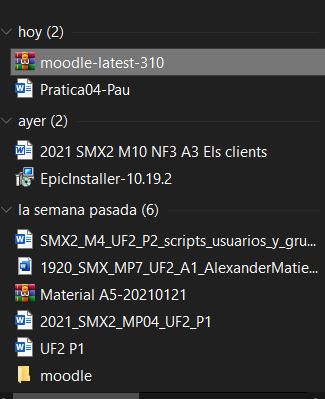 hoy (2)
moodle-latest-310
Pratica04-Pau
ayer (2)
2021 SMX2 M10 NF3 A3 Els clients
EpicInstaller-10.19.2
la semana pasada (6)
SMX2_M4_UF2_P2_scripts_usuarios_y_gru...
1920_SMX_MP7_UF2_A1_AlexanderMatie...
Material A5-20210121
2021_SMX2_MP04_UF2_P1
UF2 P1
moodle